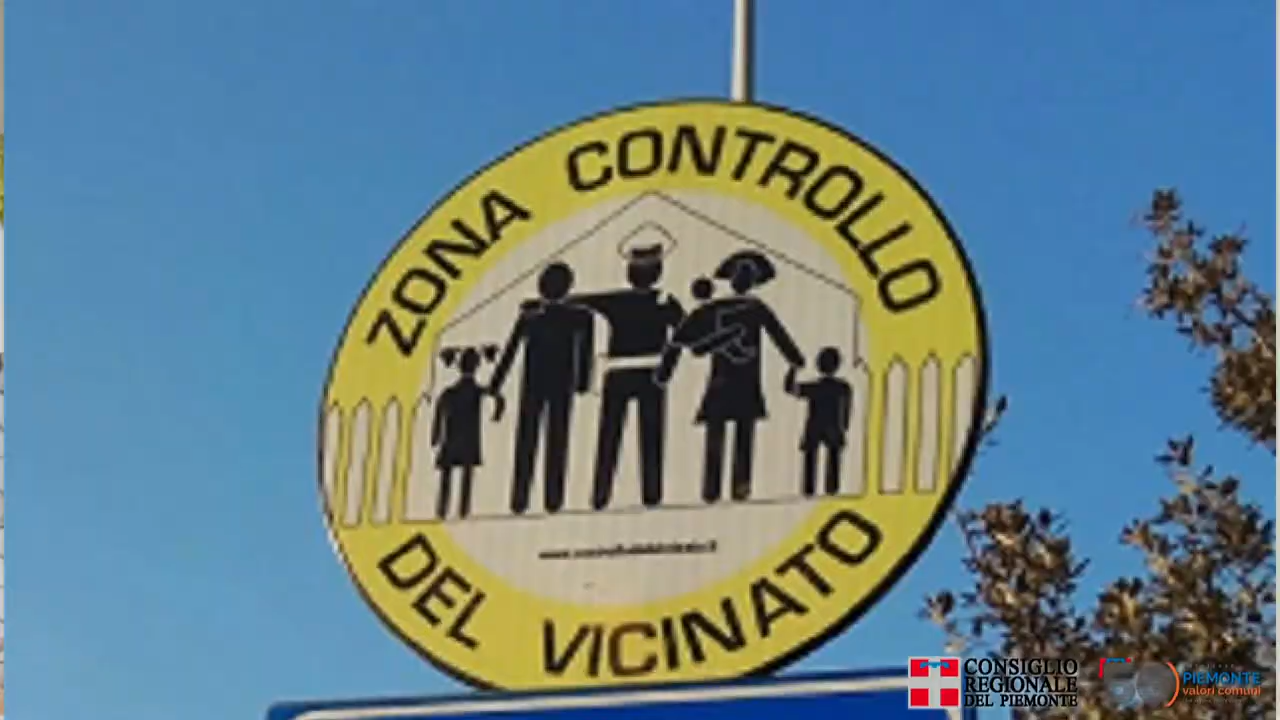 ZONA CONTROLLO
DEL VICINATO
CONSIGLIO
REGIONALE
DEL PIEMONTE
PIEMONTE
valori comuni